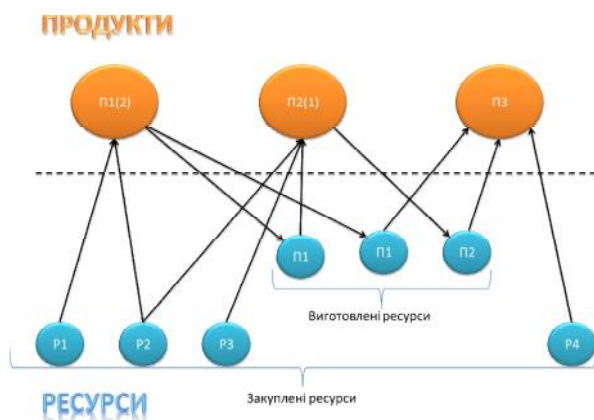 ПРОДУКТИ
П1(2) П2(1) П3
П1 П1 П2
Виготовлені ресурси
Р1 Р2 Р3 Р4
Закуплені ресурси
РЕСУРСИ